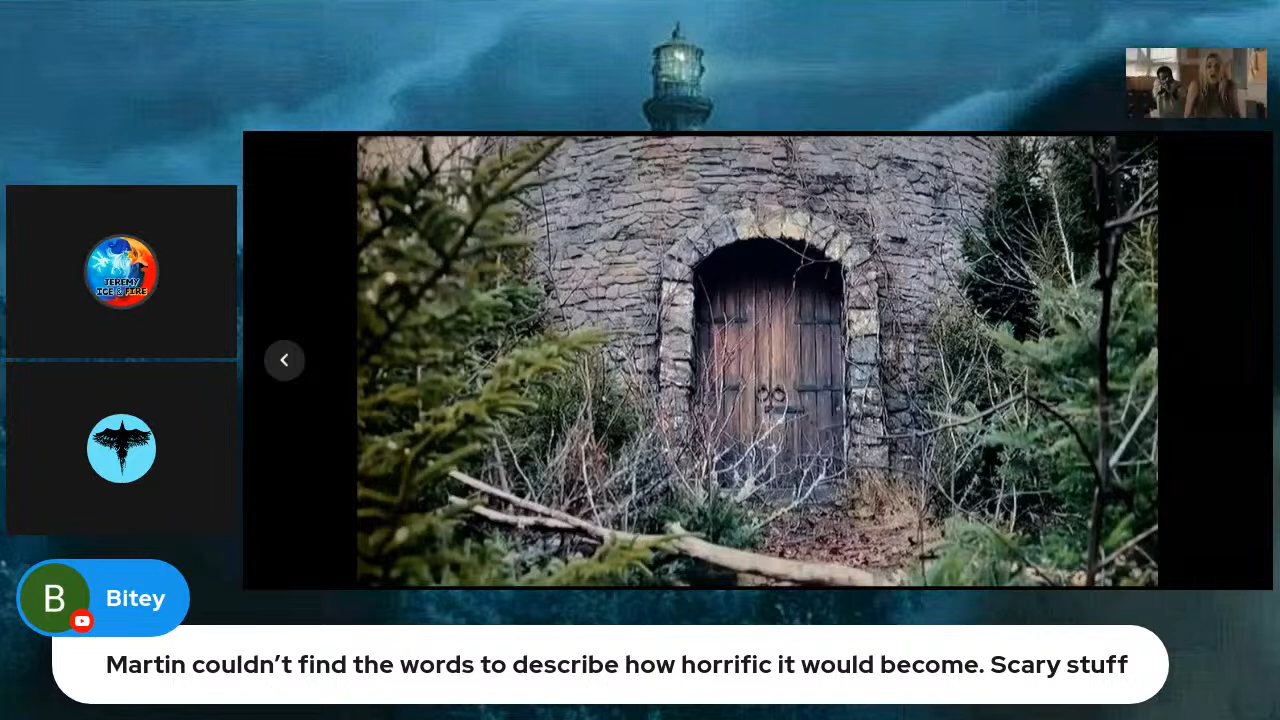 JEREMY
ICE & FIRE
B
Bitey
Martin couldn’t find the words to describe how horrific it would become. Scary stuff